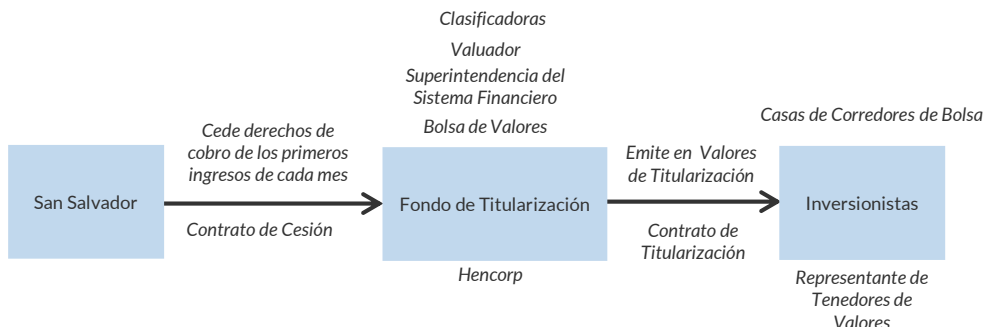 Clasificadoras
Valuador
Superintendencia del
Sistema Financiero
Bolsa de Valores
Casas de Corredores de Bolsa
Cede derechos de
cobro de los primeros
ingresos de cada mes
Emite en Valores
de Titularización
San Salvador
Fondo de Titularización
Inversionistas
Contrato de Cesión
Contrato de
Titularización
Hencorp
Representante de
Tenedores de
Valores